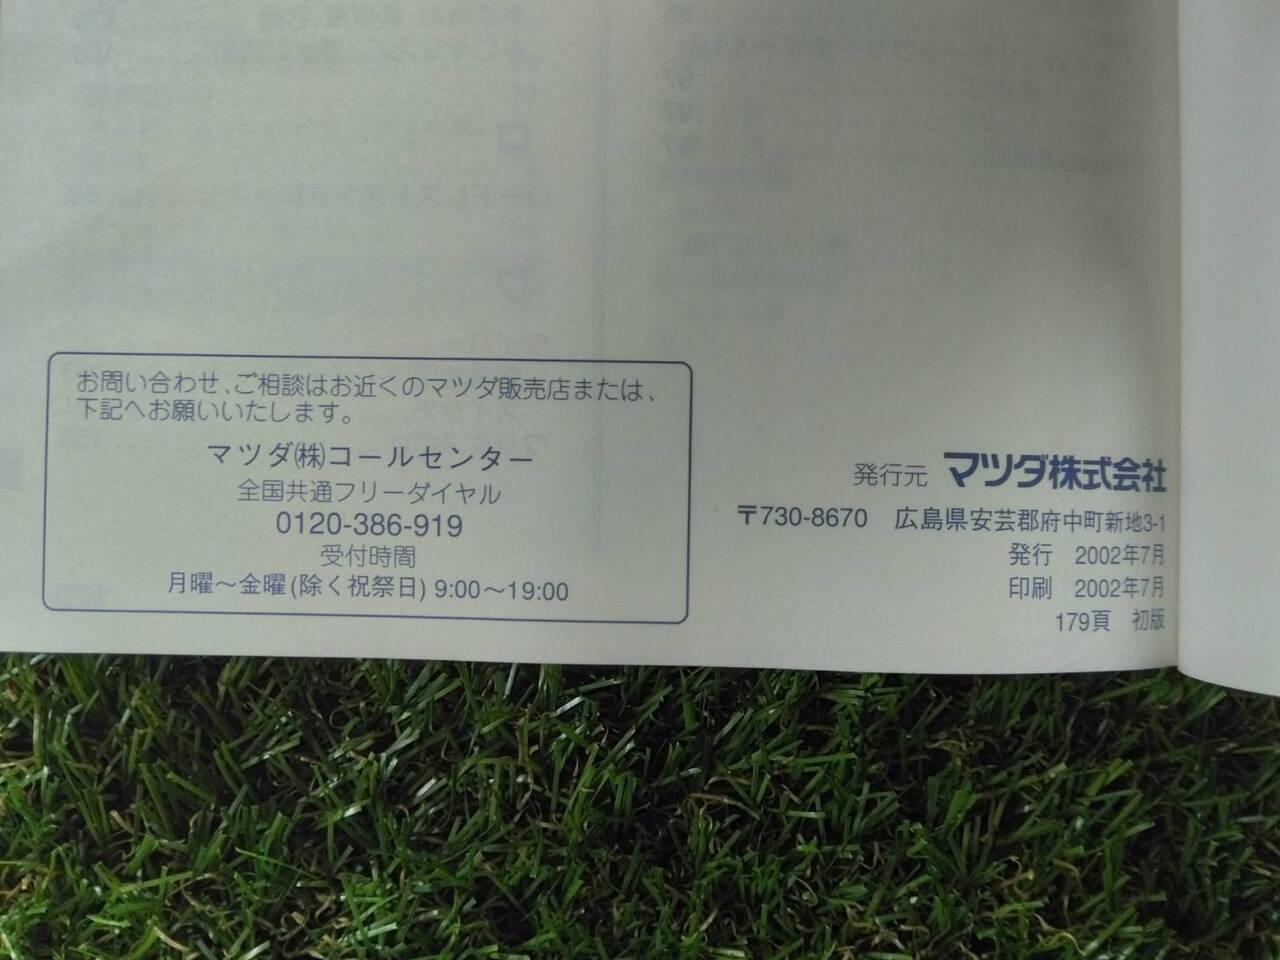 お問い合わせ、ご相談はお近くのマツダ販売店または、
下記へお願いいたします。
マツダ㈱コールセンター
全国共通フリーダイヤル
0120-386-919
受付時間
月曜～金曜(除く祝祭日) 9:00～19:00
発行元 マツダ株式会社
〒730-8670 広島県安芸郡府中町新地3-1
発行 2002年7月
印刷 2002年7月
179頁 初版